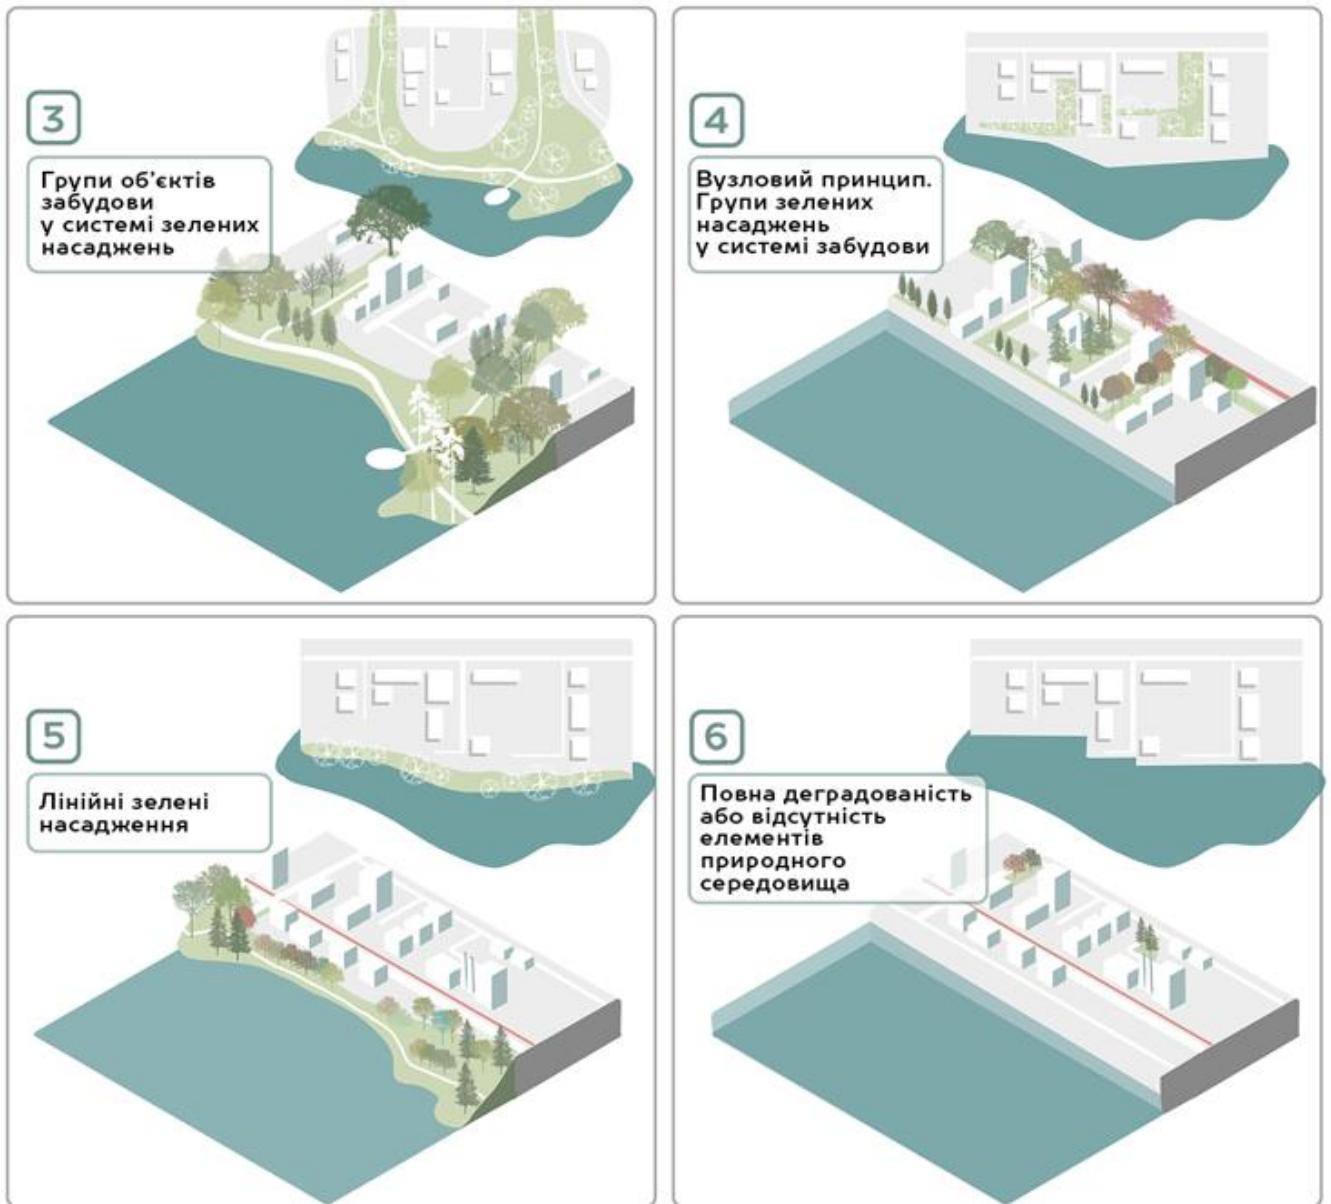 3
Групи об'єктів
забудови
у системі зелених
насаджень
4
Вузловий принцип.
Групи зелених
насаджень
у системі забудови
5
Лінійні зелені
насадження
6
Повна деградованість
або відсутність
елементів
природного
середовища